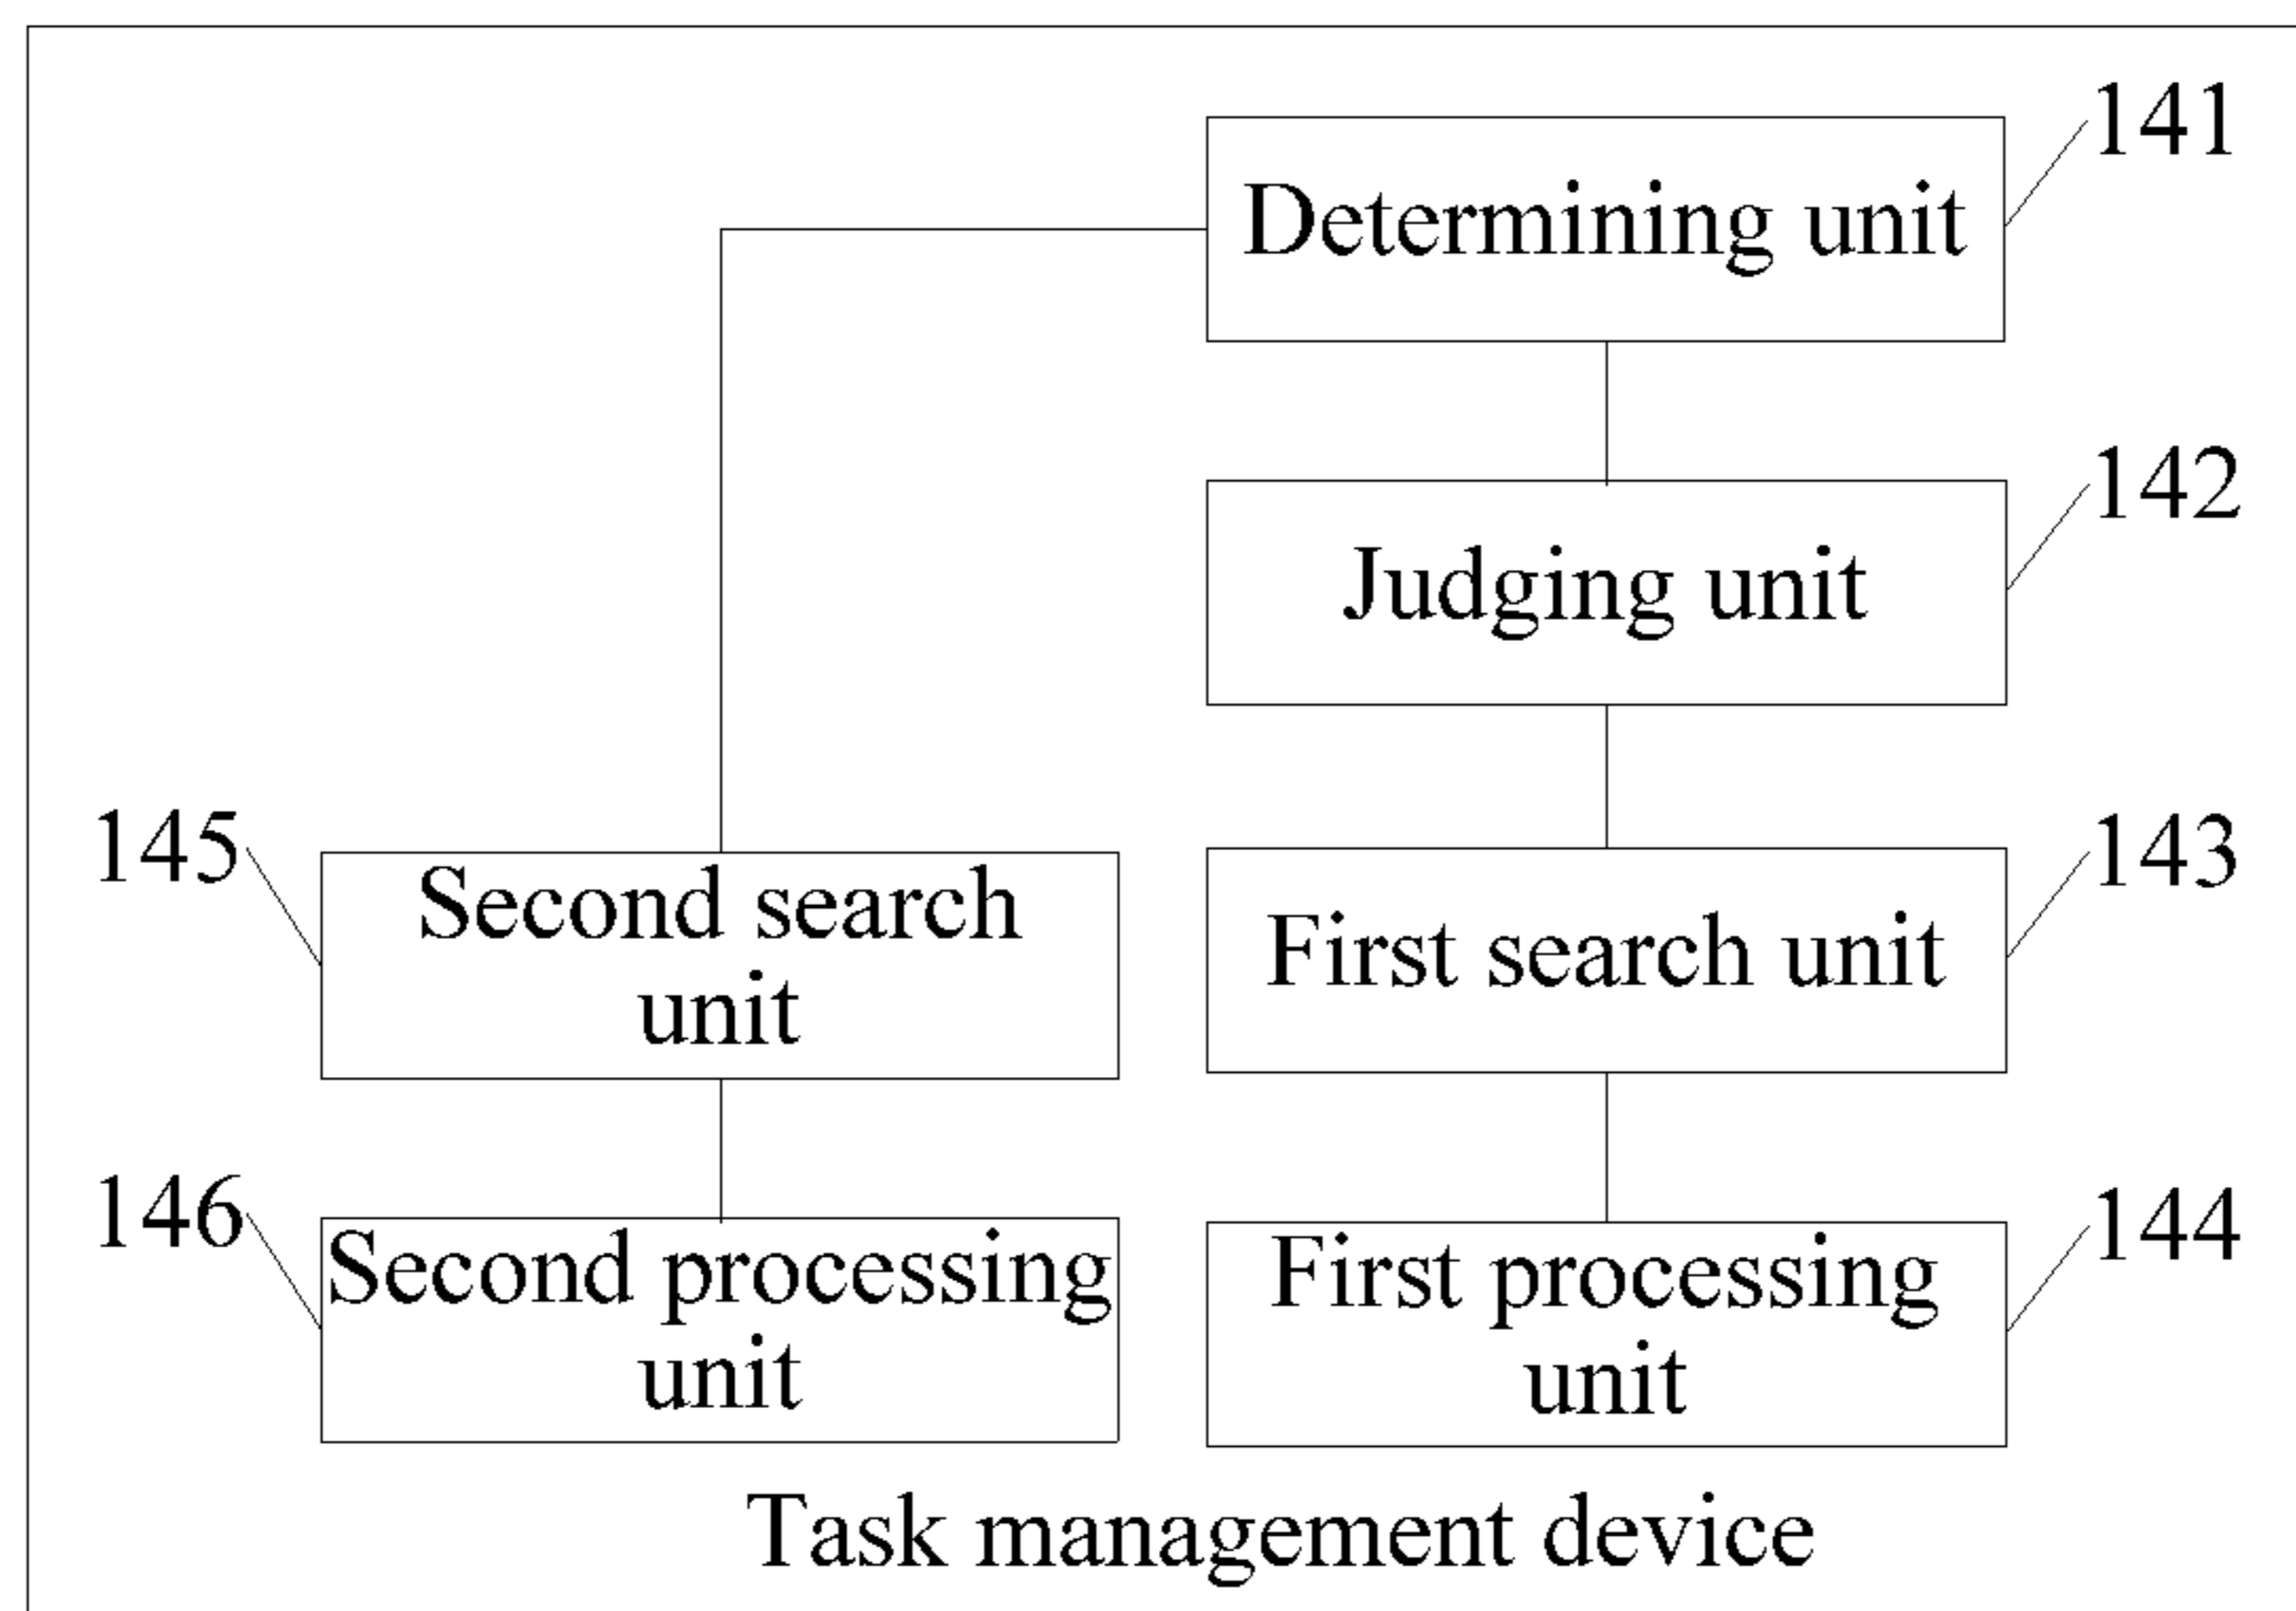 141
Determining unit
142
Judging unit
145
Second search
unit
143
First search unit
146
Second processing
unit
144
First processing
unit
Task management device